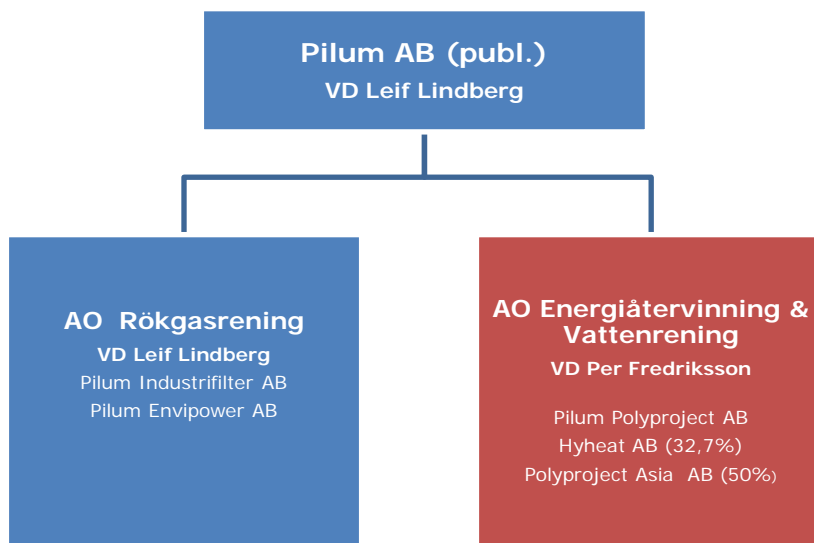 Pilum AB (publ.)
VD Leif Lindberg
AO Rökgasrening
VD Leif Lindberg
Pilum Industrifilter AB
Pilum Envipower AB
AO Energiåtervinning &
Vattenrening
VD Per Fredriksson
Pilum Polyproject AB
Hyheat AB (32,7%)
Polyproject Asia AB (50%)